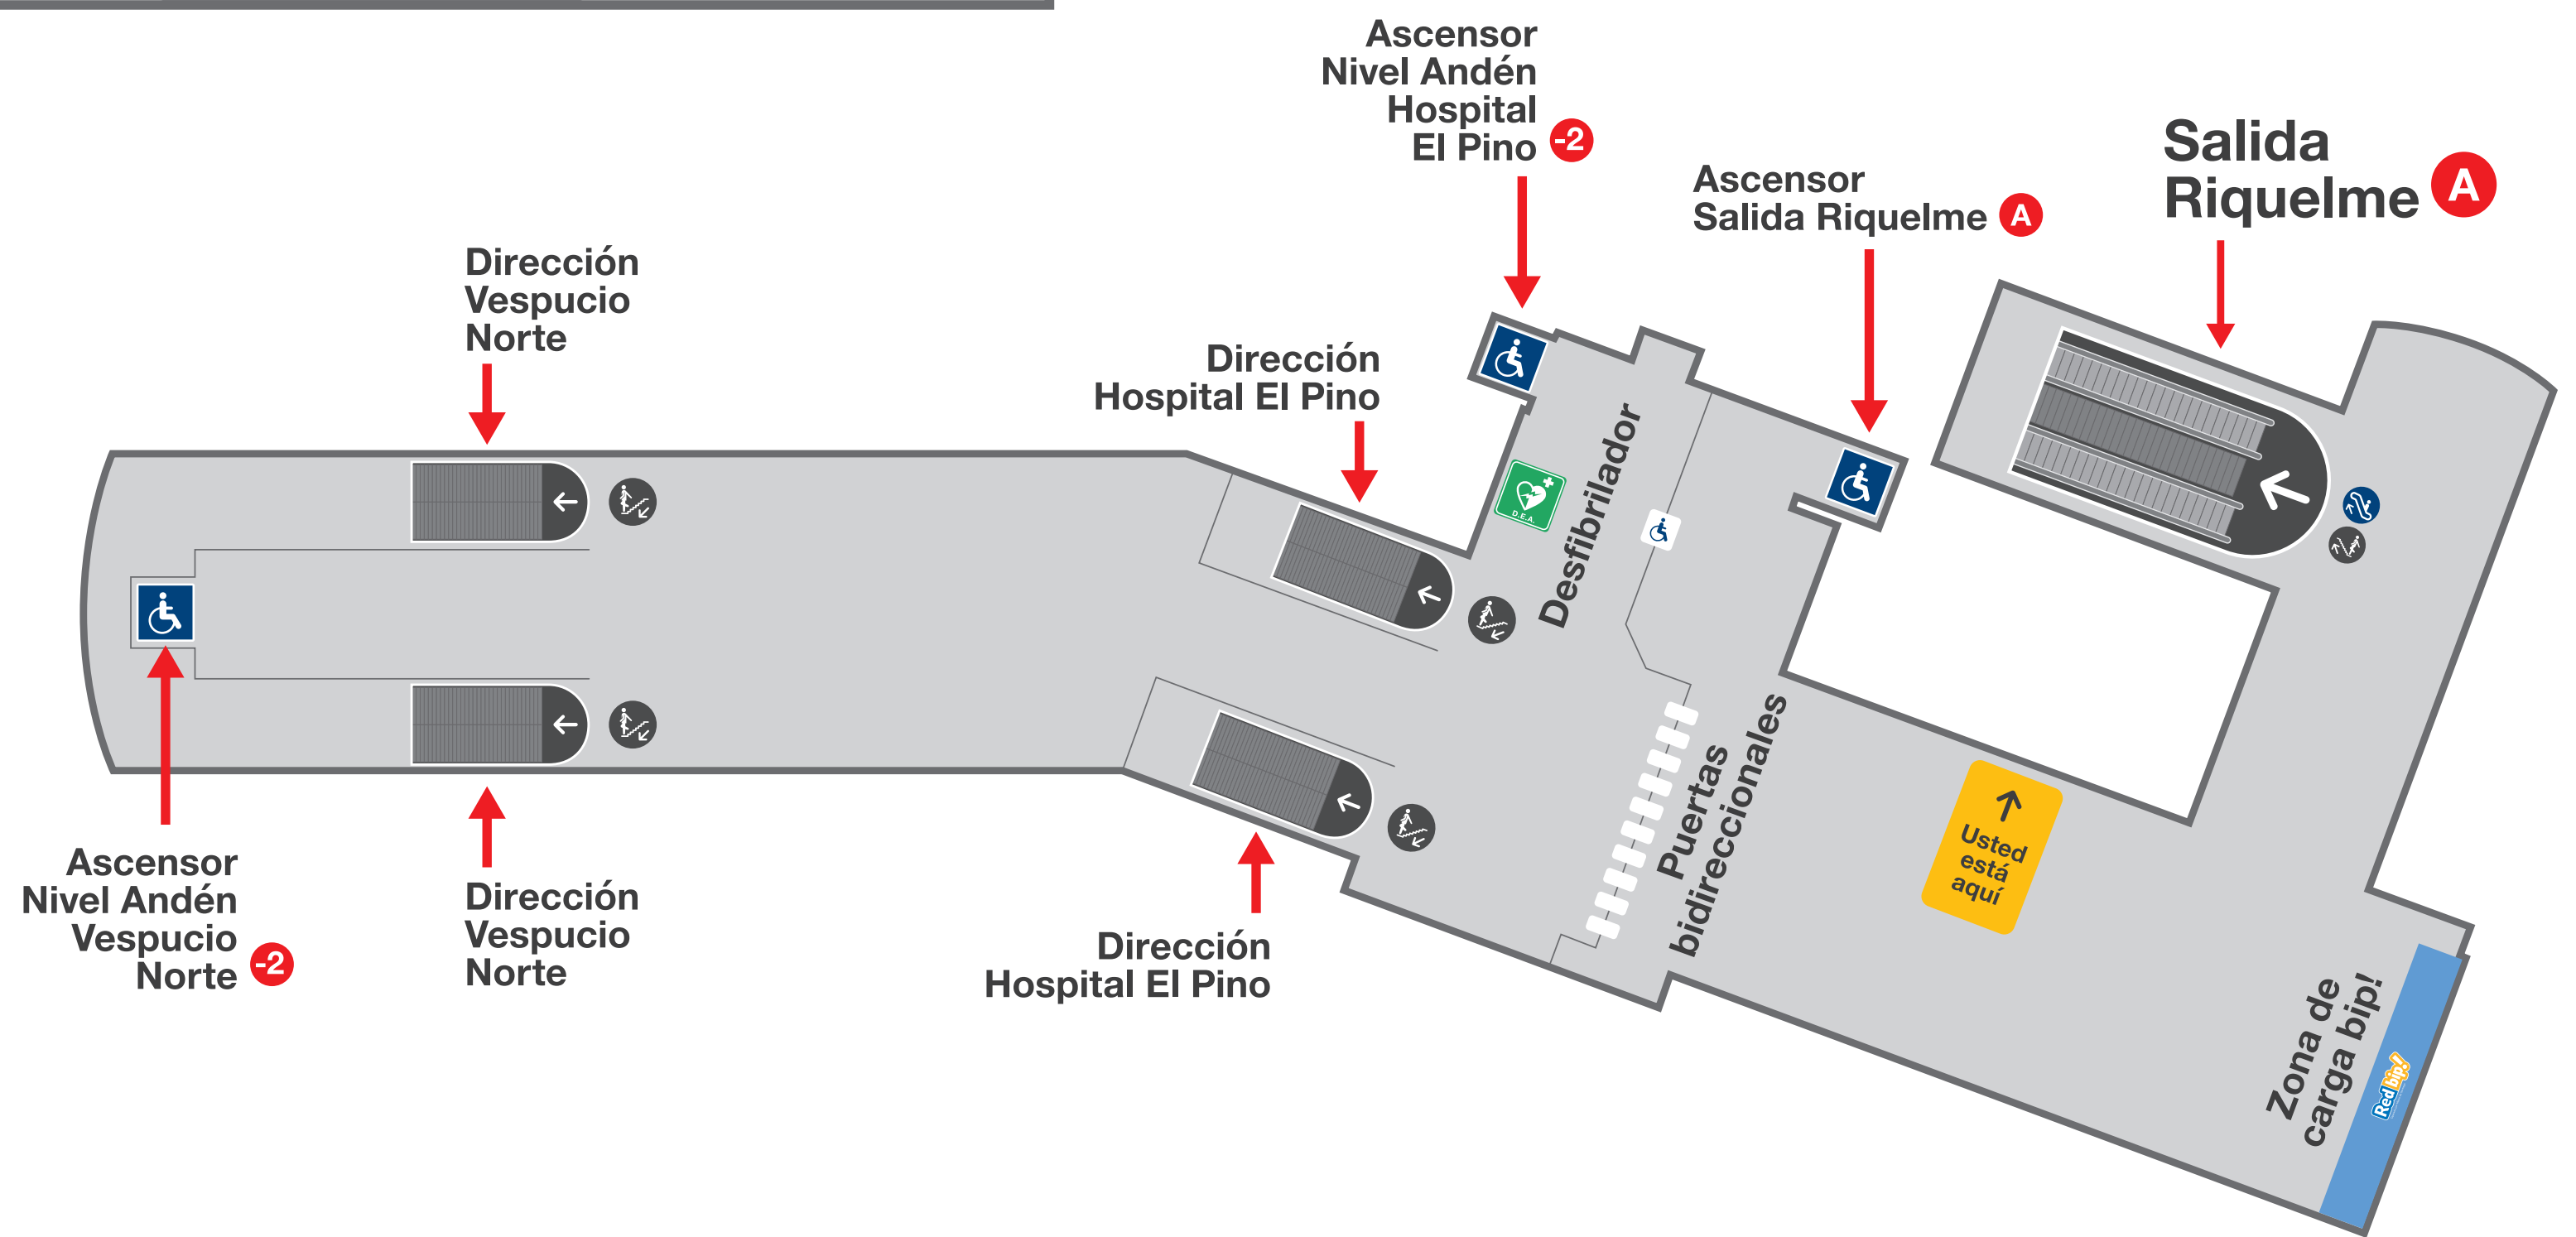 Ascensor
Nivel Andén
Hospital
El Pino -2
Salida
Riquelme A
Ascensor
Salida Riquelme A
Dirección
Vespucio
Norte
Dirección
Hospital El Pino
Desfibrilador
D.E.A.
Puertas
bidireccionales
Usted
está
aquí
Ascensor
Nivel Andén
Vespucio
Norte -2
Dirección
Vespucio
Norte
Dirección
Hospital El Pino
Zona de
carga bip!
Red bip!